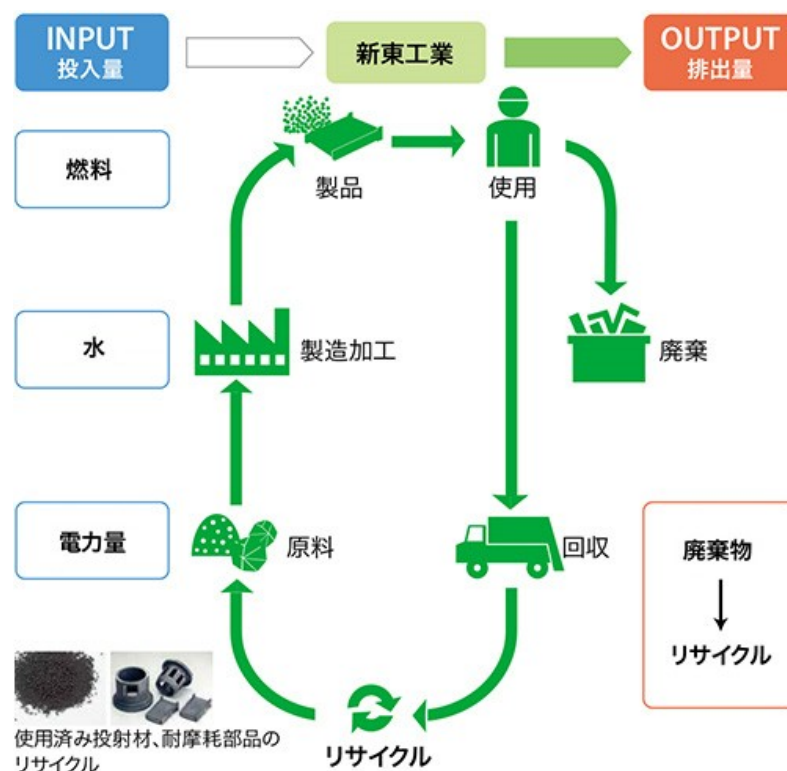 INPUT
投入量
新東工業
OUTPUT
排出量
燃料
製品
使用
水
製造加工
廃棄
電力量
原料
回収
廃棄物
リサイクル
使用済み投射材、耐摩耗部品の
リサイクル
リサイクル